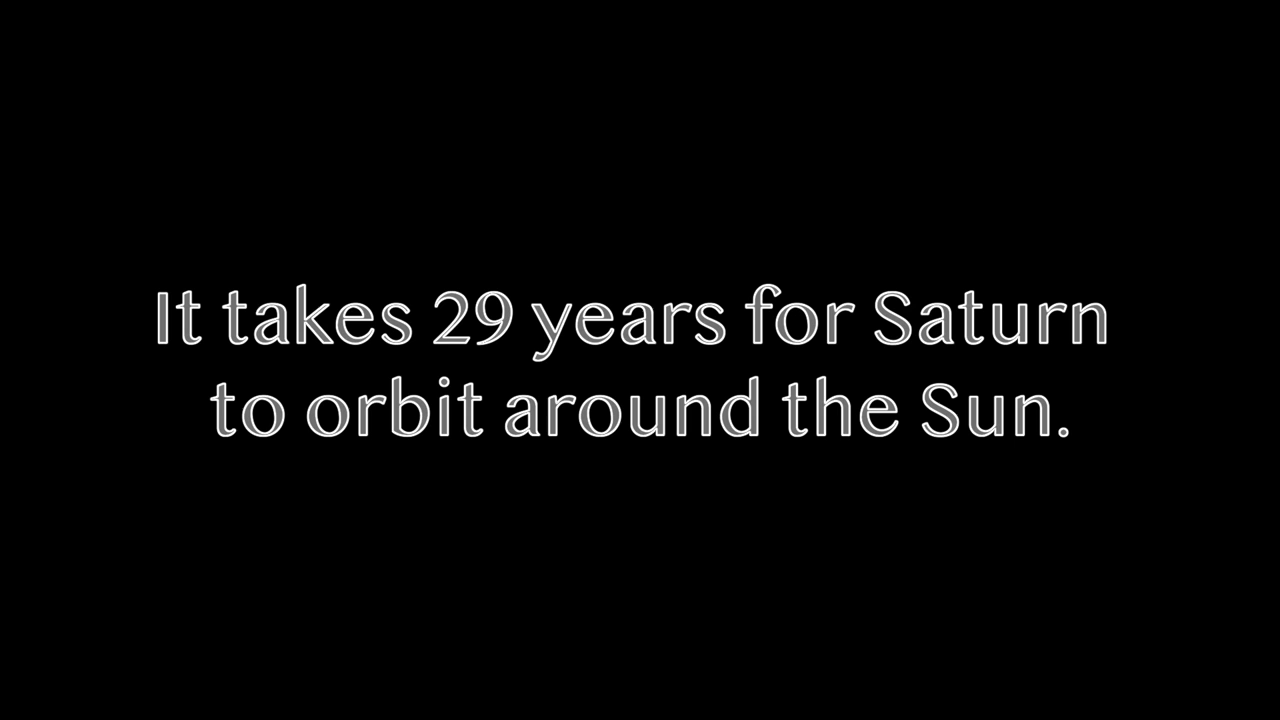 It takes 29 years for Saturn
to orbit around the Sun.